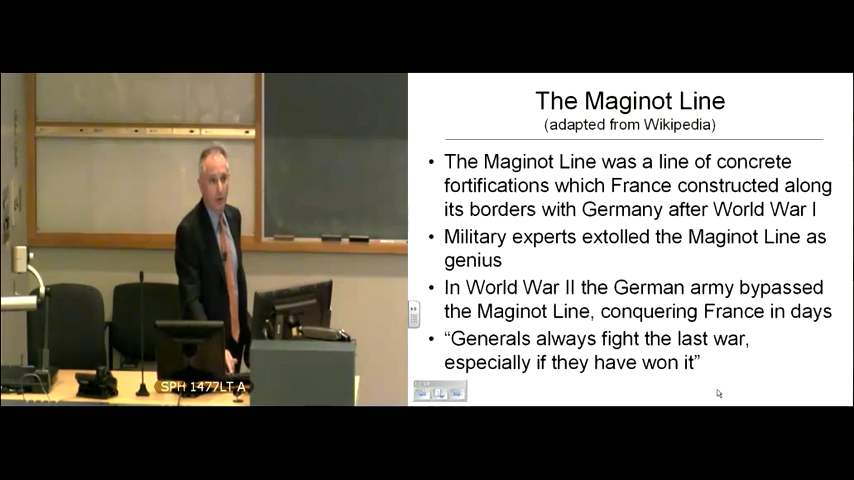 The Maginot Line
(adapted from Wikipedia)
• The Maginot Line was a line of concrete
fortifications which France constructed along
its borders with Germany after World War I
• Military experts extolled the Maginot Line as
genius
• In World War II the German army bypassed
the Maginot Line, conquering France in days
• “Generals always fight the last war,
especially if they have won it”
SPH 1477LT A